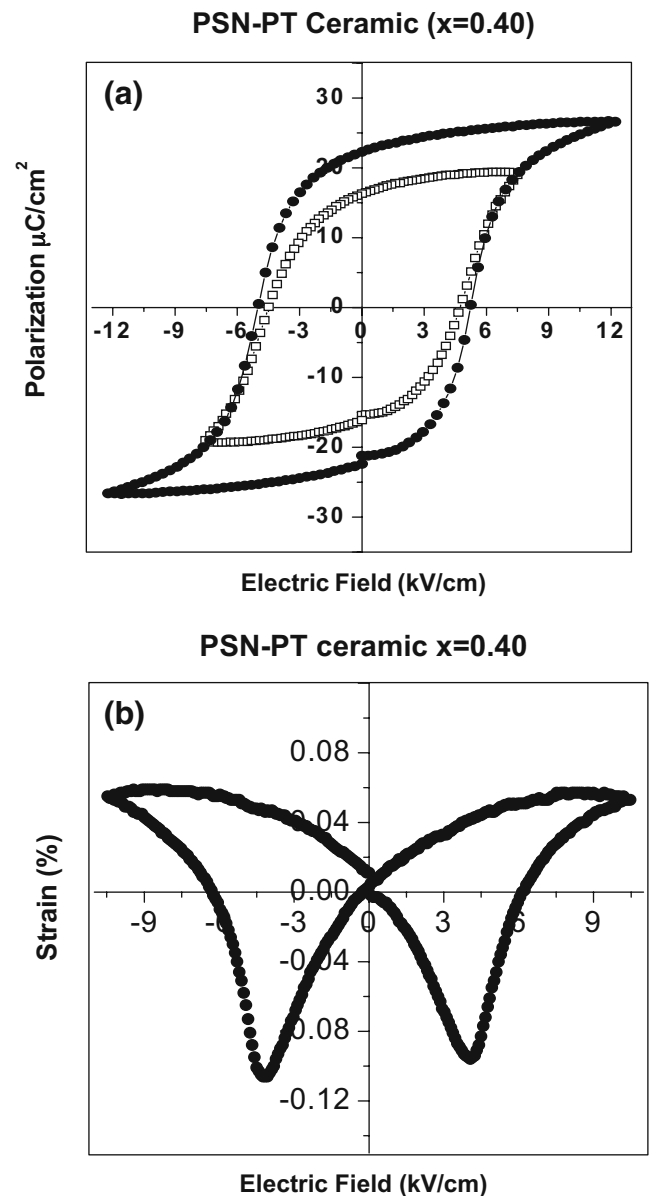 PSN-PT Ceramic (x=0.40)
(a)
30
20
10
0
-12 -9 -6 -3 0 3 6 9 12
-10
-20
-30
Polarization µC/cm²
Electric Field (kV/cm)
PSN-PT ceramic x=0.40
(b)
0.08
0.04
0.00
-9 -6 -3 0 3 6 9
-0.04
-0.08
-0.12
Strain (%)
Electric Field (kV/cm)